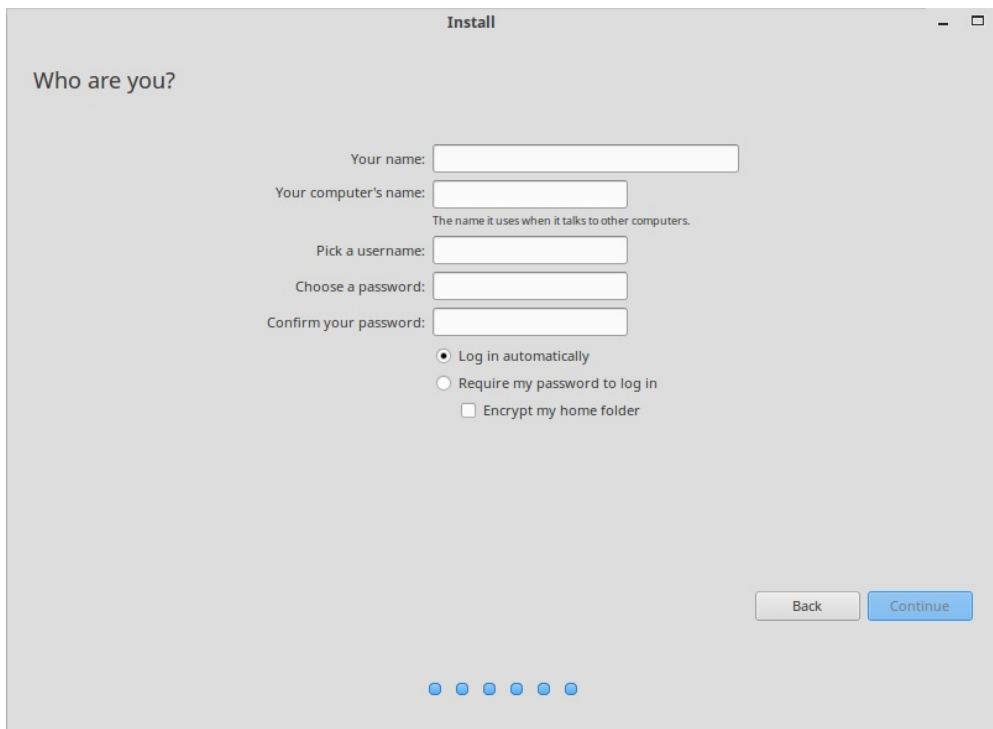 Install
Who are you?
Your name:
Your computer's name:
The name it uses when it talks to other computers.
Pick a username:
Choose a password:
Confirm your password:
Log in automatically
Require my password to log in
Encrypt my home folder
Back Continue